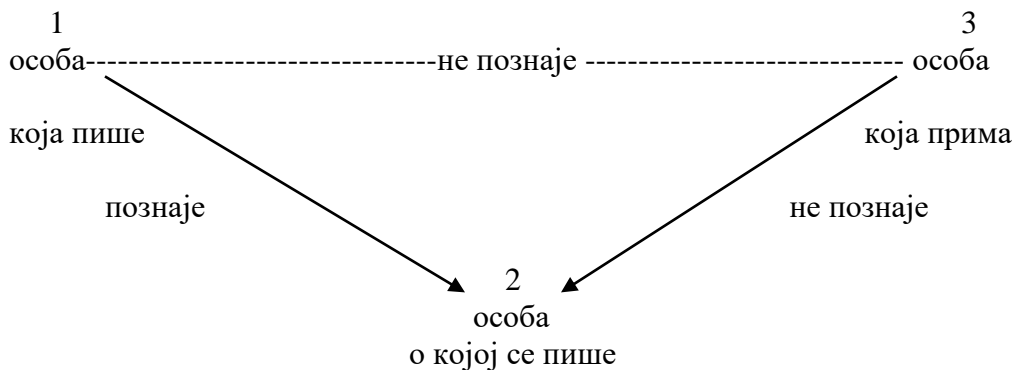 1 3
особа---------------------------------не познаје ------------------------------ особа
која пише која прима
познаје не познаје
2
особа
о којој се пише